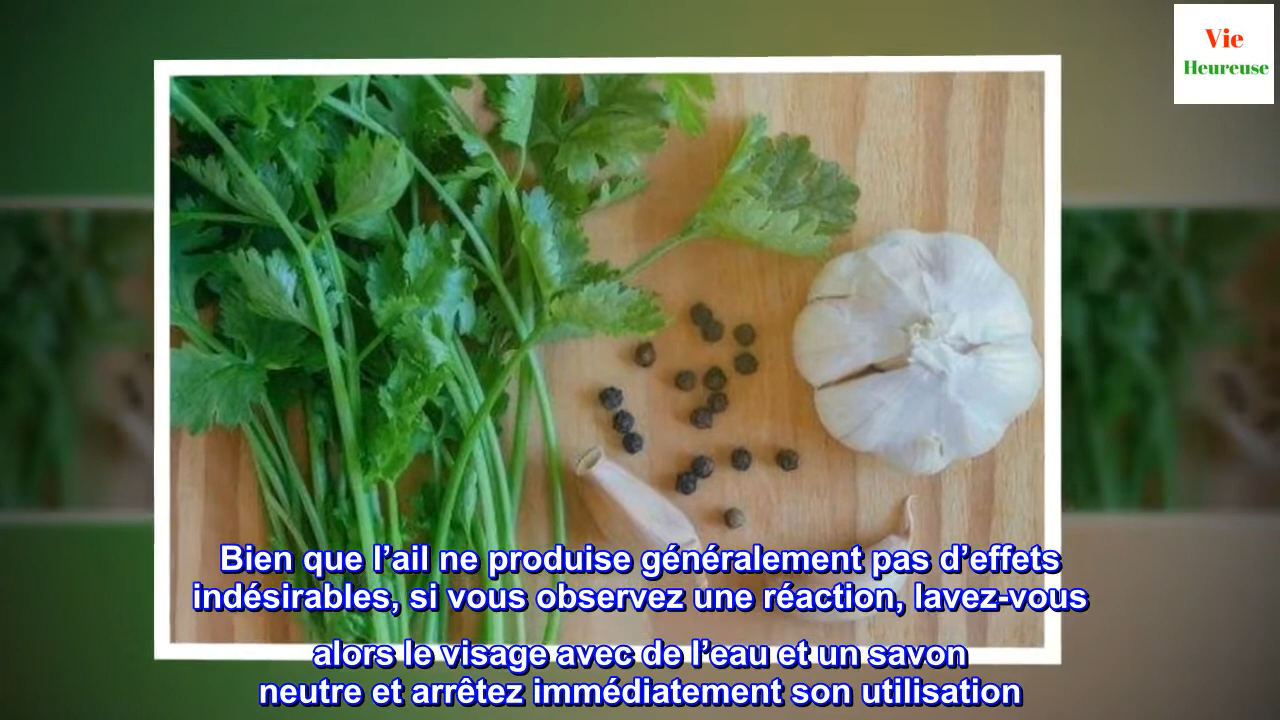 Vie
Heureuse
Bien que l’ail ne produise généralement pas d’effets
indésirables, si vous observez une réaction, lavez-vous
alors le visage avec de l’eau et un savon
neutre et arrêtez immédiatement son utilisation